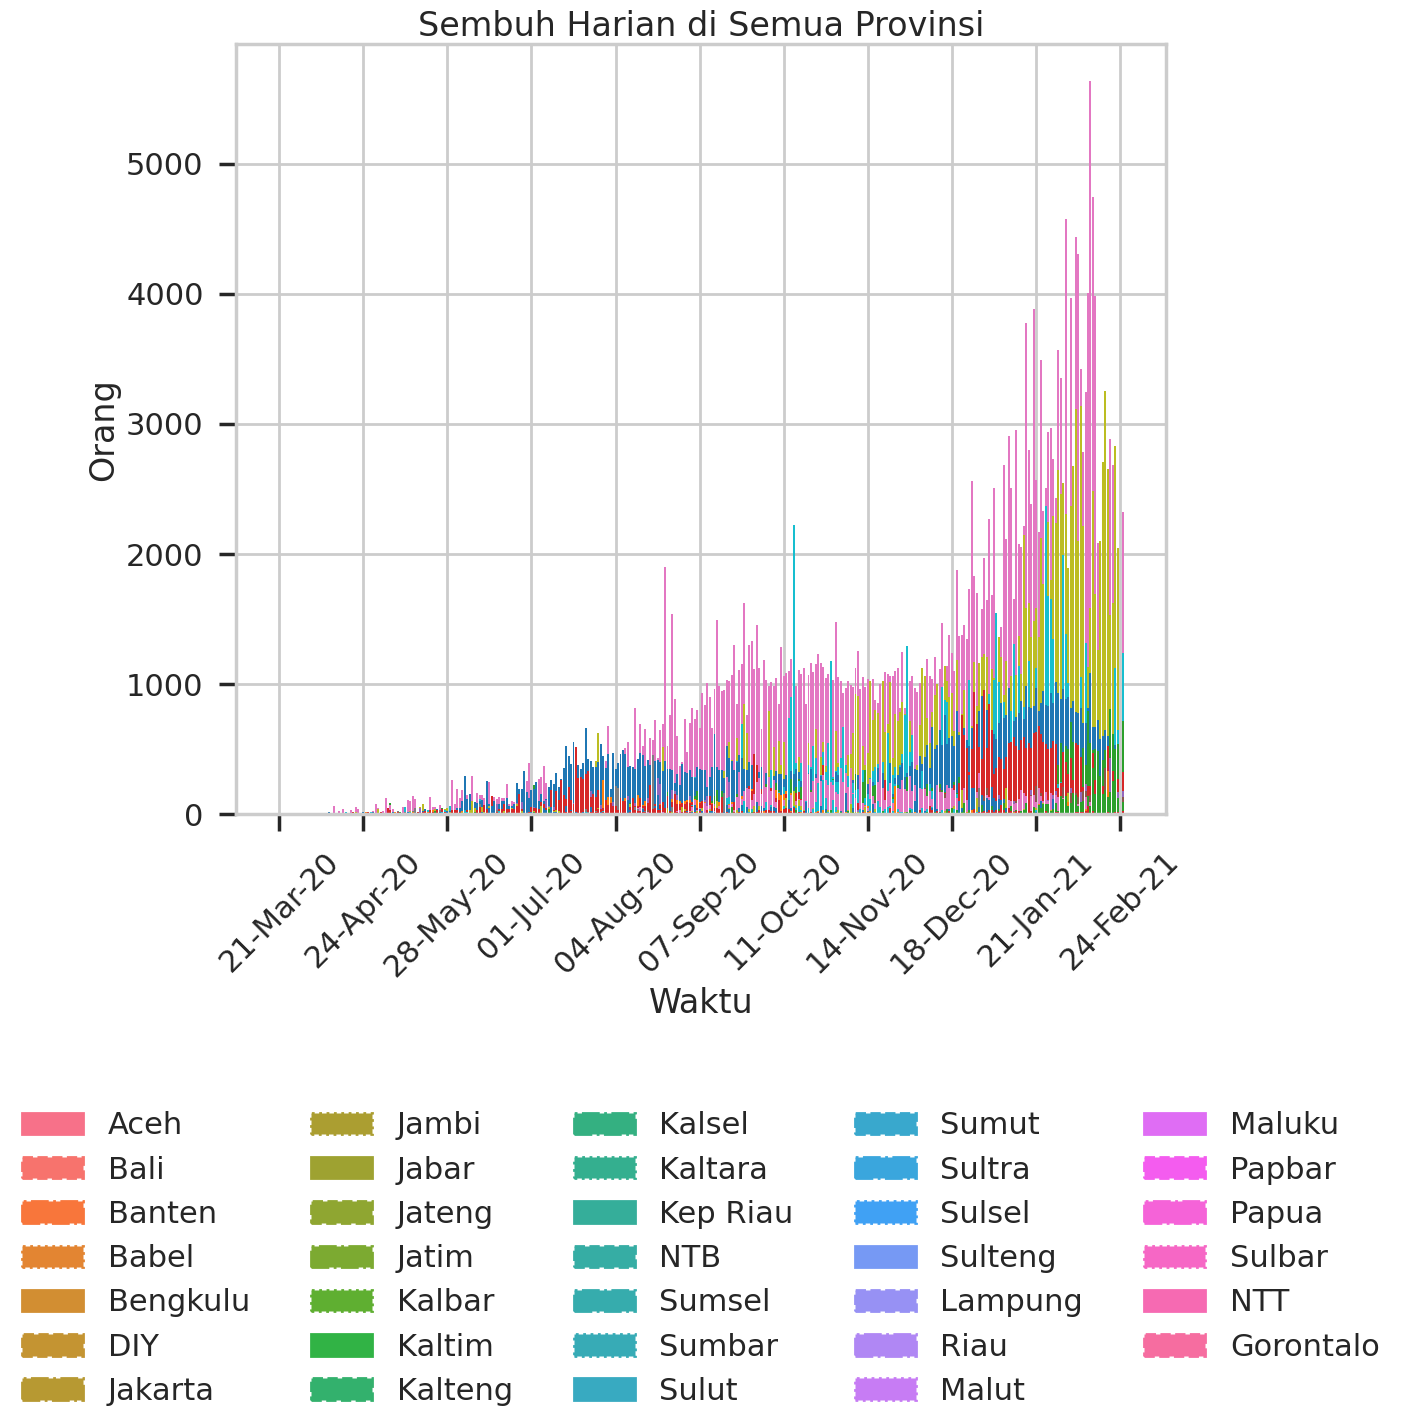 Sembuh Harian di Semua Provinsi
5000
4000
3000
2000
1000
0
Orang
21-Mar-20
24-Apr-20
28-May-20
01-Jul-20
04-Aug-20
07-Sep-20
11-Oct-20
14-Nov-20
18-Dec-20
21-Jan-21
24-Feb-21
Waktu
Aceh
Bali
Banten
Babel
Bengkulu
DIY
Jakarta
Jambi
Jabar
Jateng
Jatim
Kalbar
Kaltim
Kalteng
Kalsel
Kaltara
Kep Riau
NTB
Sumsel
Sumbar
Sulut
Sumut
Sultra
Sulsel
Sulteng
Lampung
Riau
Malut
Maluku
Papbar
Papua
Sulbar
NTT
Gorontalo